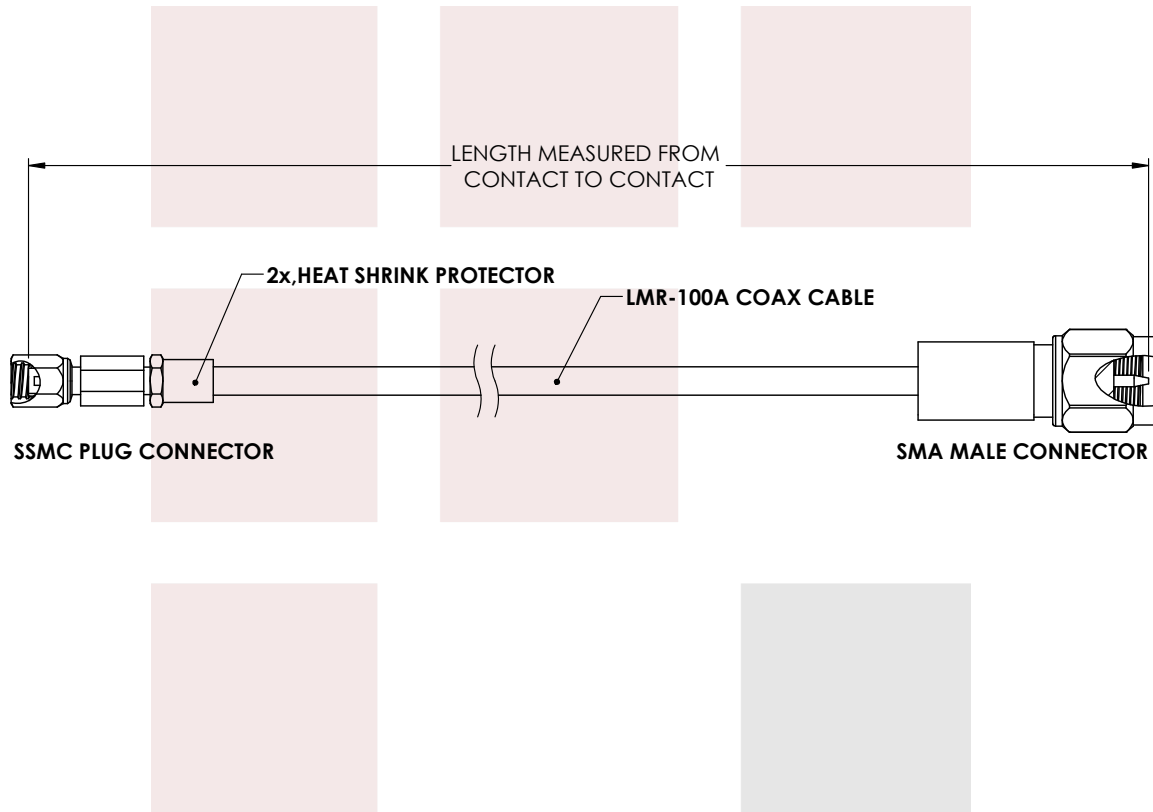 LENGTH MEASURED FROM
CONTACT TO CONTACT
2x,HEAT SHRINK PROTECTOR
LMR-100A COAX CABLE
SSMC PLUG CONNECTOR
SMA MALE CONNECTOR